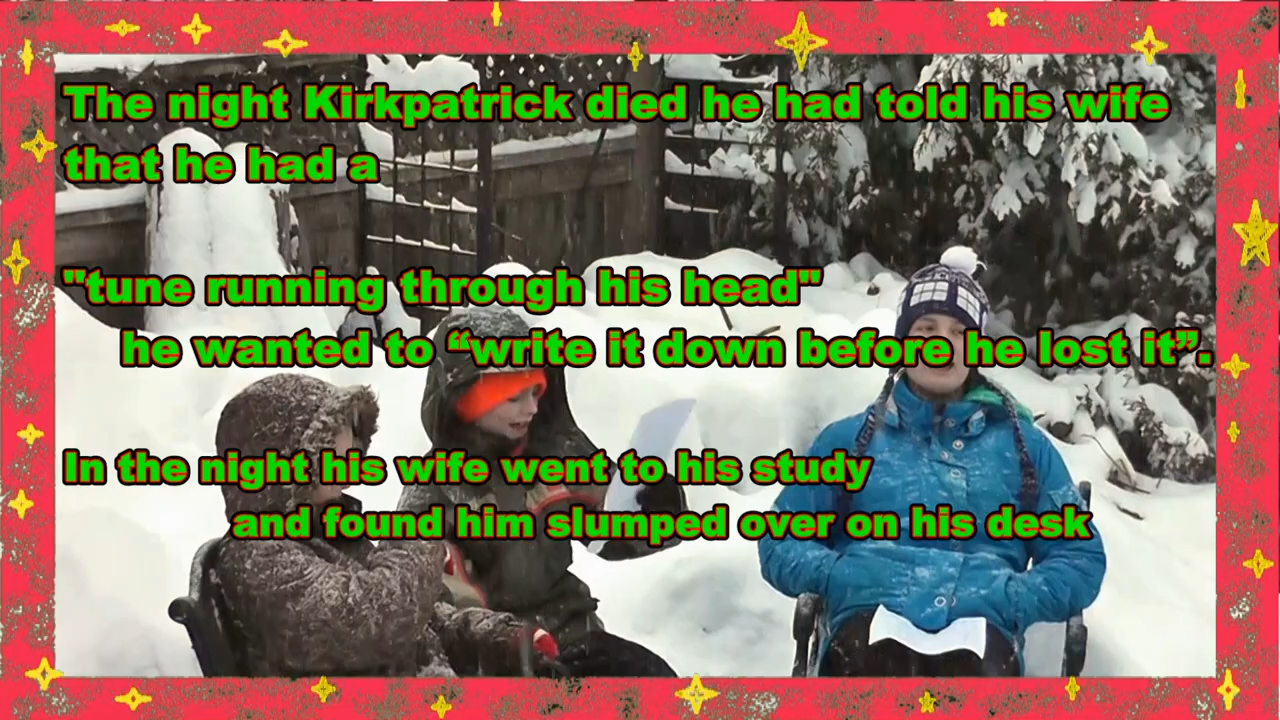 The night Kirkpatrick died he had told his wife
that he had a
"tune running through his head"
he wanted to “write it down before he lost it”.
In the night his wife went to his study
and found him slumped over on his desk